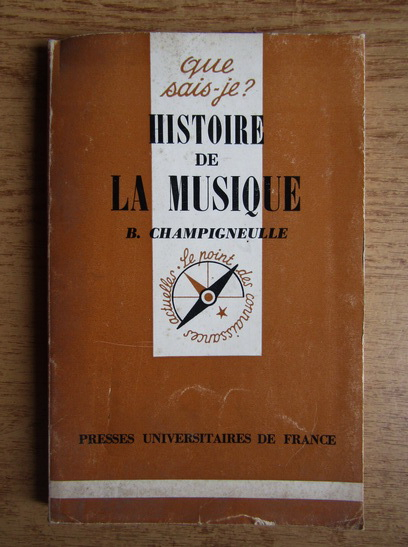 que
sais-je?
HISTOIRE
DE
LA MUSIQUE
B. CHAMPIGNEULLE
Le point des connaissances actuelles
PRESSES UNIVERSITAIRES DE FRANCE